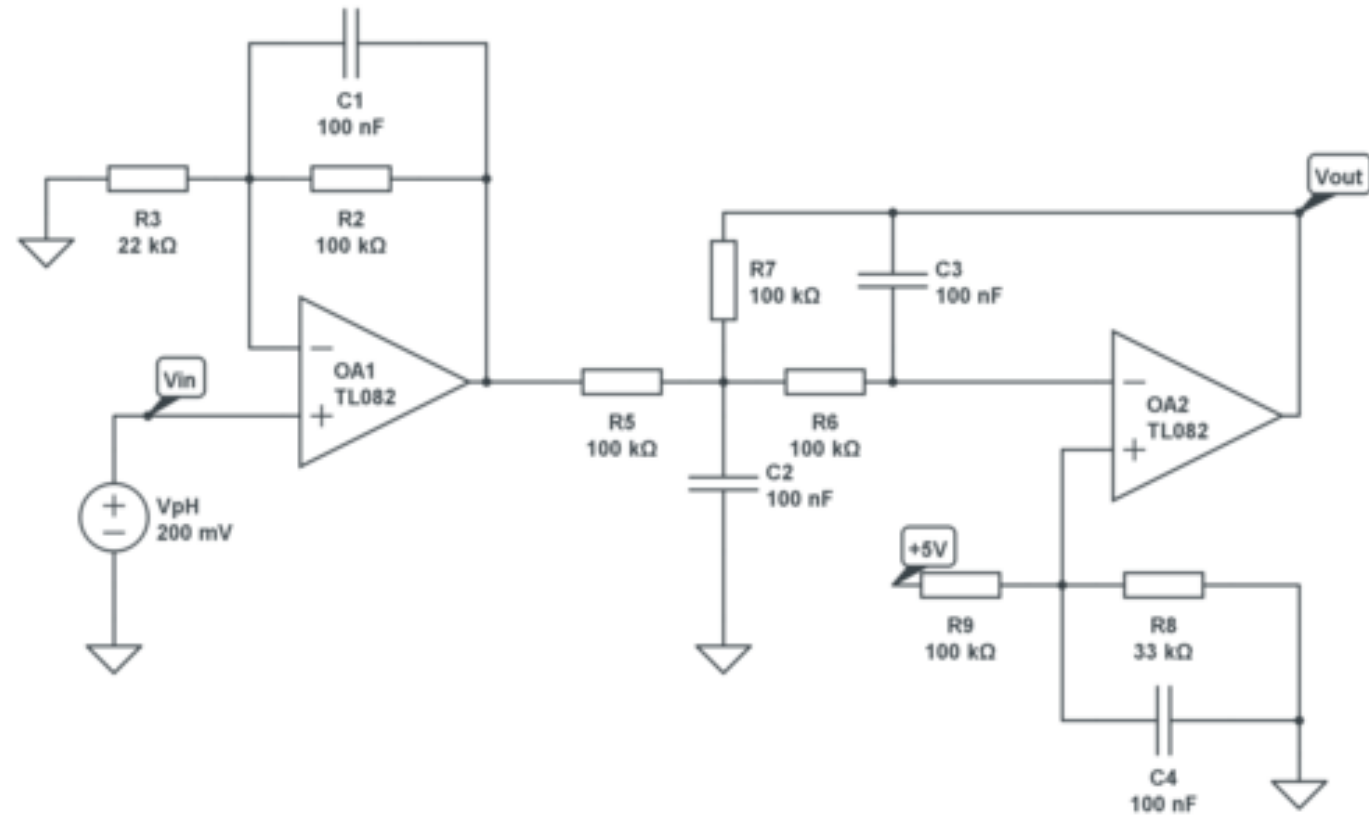 C1
100 nF
R3
22 kΩ
R2
100 kΩ
Vout
R7
100 kΩ
C3
100 nF
Vin
−
+
OA1
TL082
R5
100 kΩ
R6
100 kΩ
−
+
OA2
TL082
C2
100 nF
+
−
VpH
200 mV
+5V
R9
100 kΩ
R8
33 kΩ
C4
100 nF